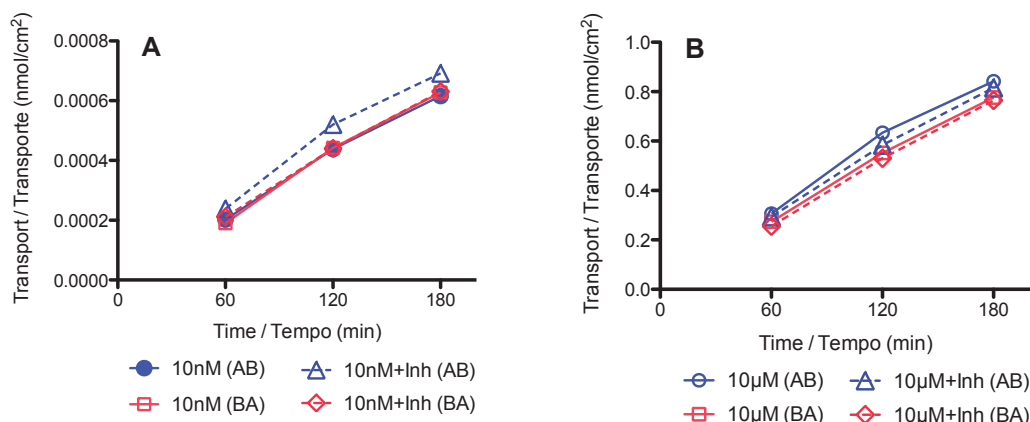 A
Transport / Transporte (nmol/cm²)
0.0008
0.0006
0.0004
0.0002
0.0000
0 60 120 180
Time / Tempo (min)
10nM (AB) 10nM+Inh (AB)
10nM (BA) 10nM+Inh (BA)
B
Transport / Transporte (nmol/cm²)
1.0
0.8
0.6
0.4
0.2
0.0
0 60 120 180
Time / Tempo (min)
10µM (AB) 10µM+Inh (AB)
10µM (BA) 10µM+Inh (BA)